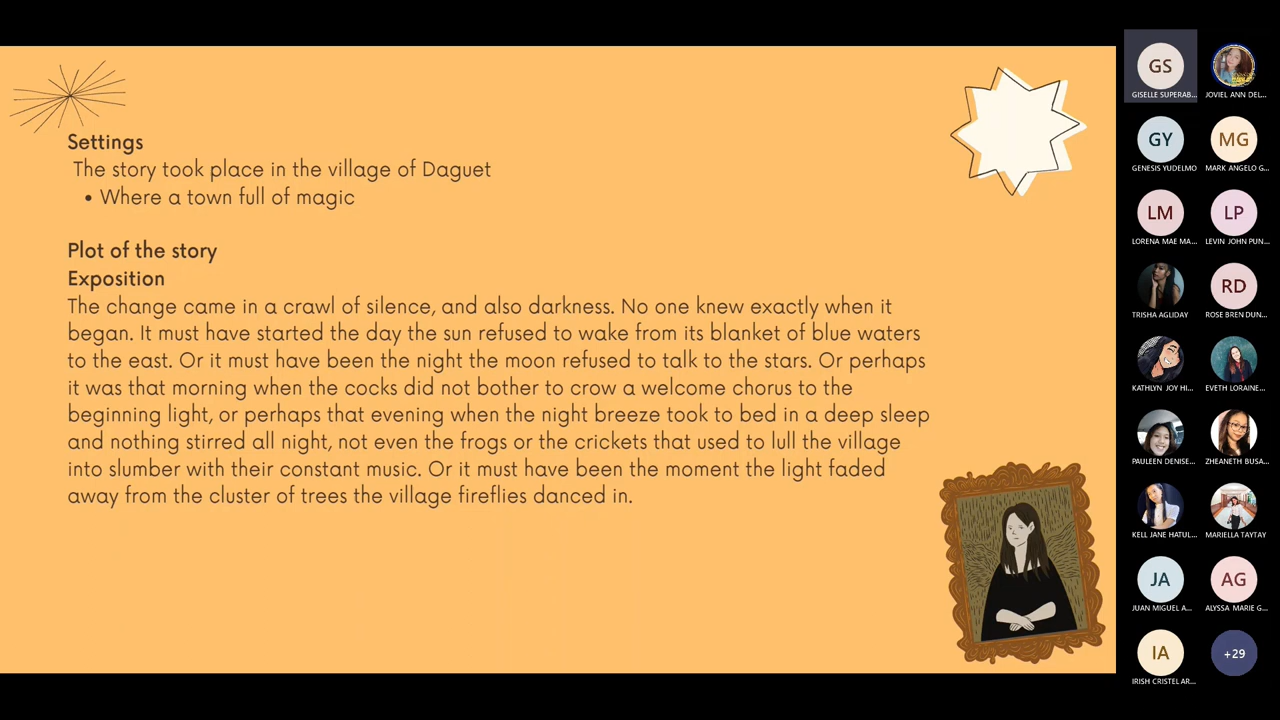 Settings
The story took place in the village of Daguet
• Where a town full of magic
Plot of the story
Exposition
The change came in a crawl of silence, and also darkness. No one knew exactly when it
began. It must have started the day the sun refused to wake from its blanket of blue waters
to the east. Or it must have been the night the moon refused to talk to the stars. Or perhaps
it was that morning when the cocks did not bother to crow a welcome chorus to the
beginning light, or perhaps that evening when the night breeze took to bed in a deep sleep
and nothing stirred all night, not even the frogs or the crickets that used to lull the village
into slumber with their constant music. Or it must have been the moment the light faded
away from the cluster of trees the village fireflies danced in.
GS
GISELLE SUPERAB...
JOVIEL ANN DEL...
GY
GENESIS YUDELMO
MG
MARK ANGELO G...
LM
LORENA MAE MA...
LP
LEVIN JOHN PUN...
TRISHA AGLIDAY
RD
ROSE BREN DUN...
KATHLYN JOY HI...
EVETH LORAINE...
PAULEEN DENISE...
ZHEANETH BUSA...
KELL JANE HATUL...
MARIELLA TAYTAY
JA
JUAN MIGUEL A...
AG
ALYSSA MARIE G...
IA
IRISH CRISTEL AR...
+29